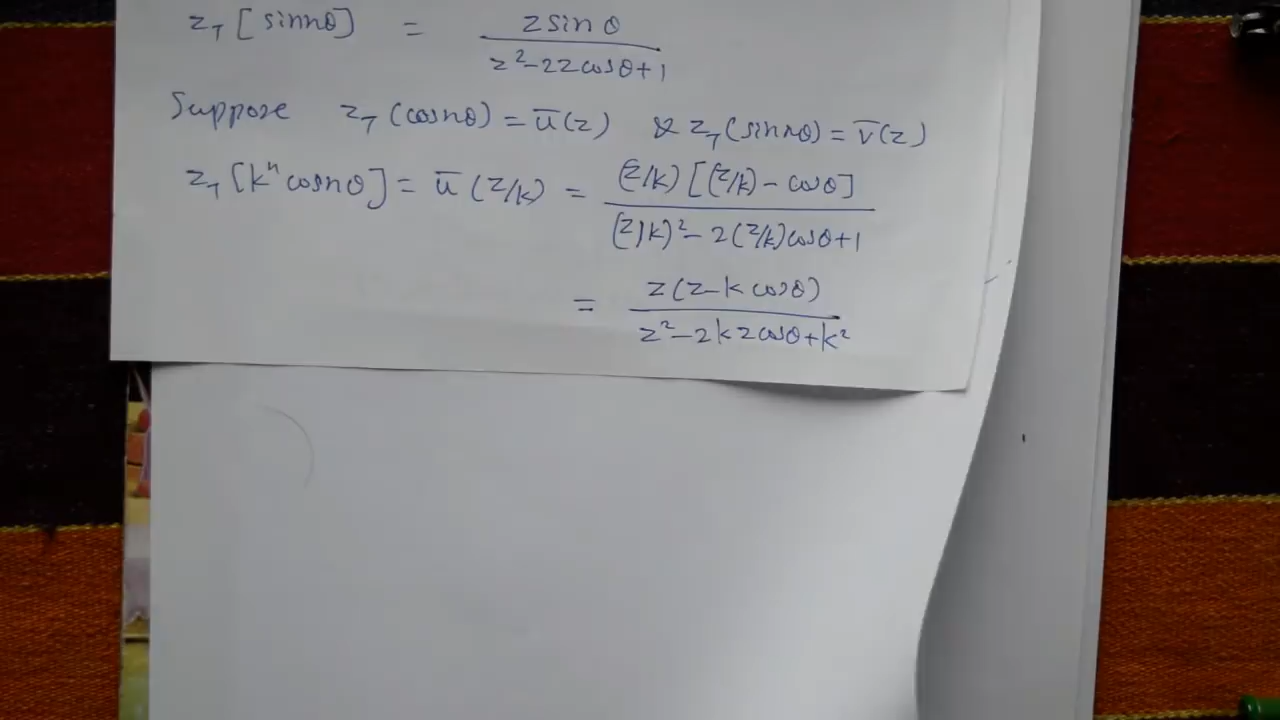 z_T [sin nθ] = z sin θ / z² - 2z cos θ + 1
Suppose z_T (cos nθ) = ū(z) & z_T (sin nθ) = v̄(z)
z_T [kⁿ cos nθ] = ū (z/k) = (z/k) [(z/k) - cos θ] / (z/k)² - 2(z/k) cos θ + 1
= z(z - k cos θ) / z² - 2kz cos θ + k²